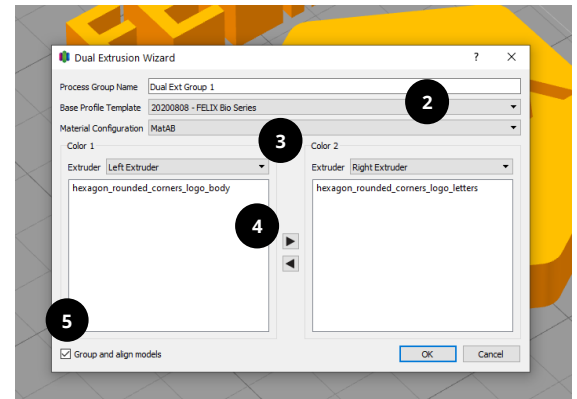 Dual Extrusion Wizard
Process Group Name Dual Ext Group 1
Base Profile Template 20200808 - FELIX Bio Series
2
Material Configuration MatAB
3
Color 1
Color 2
Extruder Left Extruder
Extruder Right Extruder
hexagon_rounded_corners_logo_body
hexagon_rounded_corners_logo_letters
4
5
Group and align models
OK
Cancel